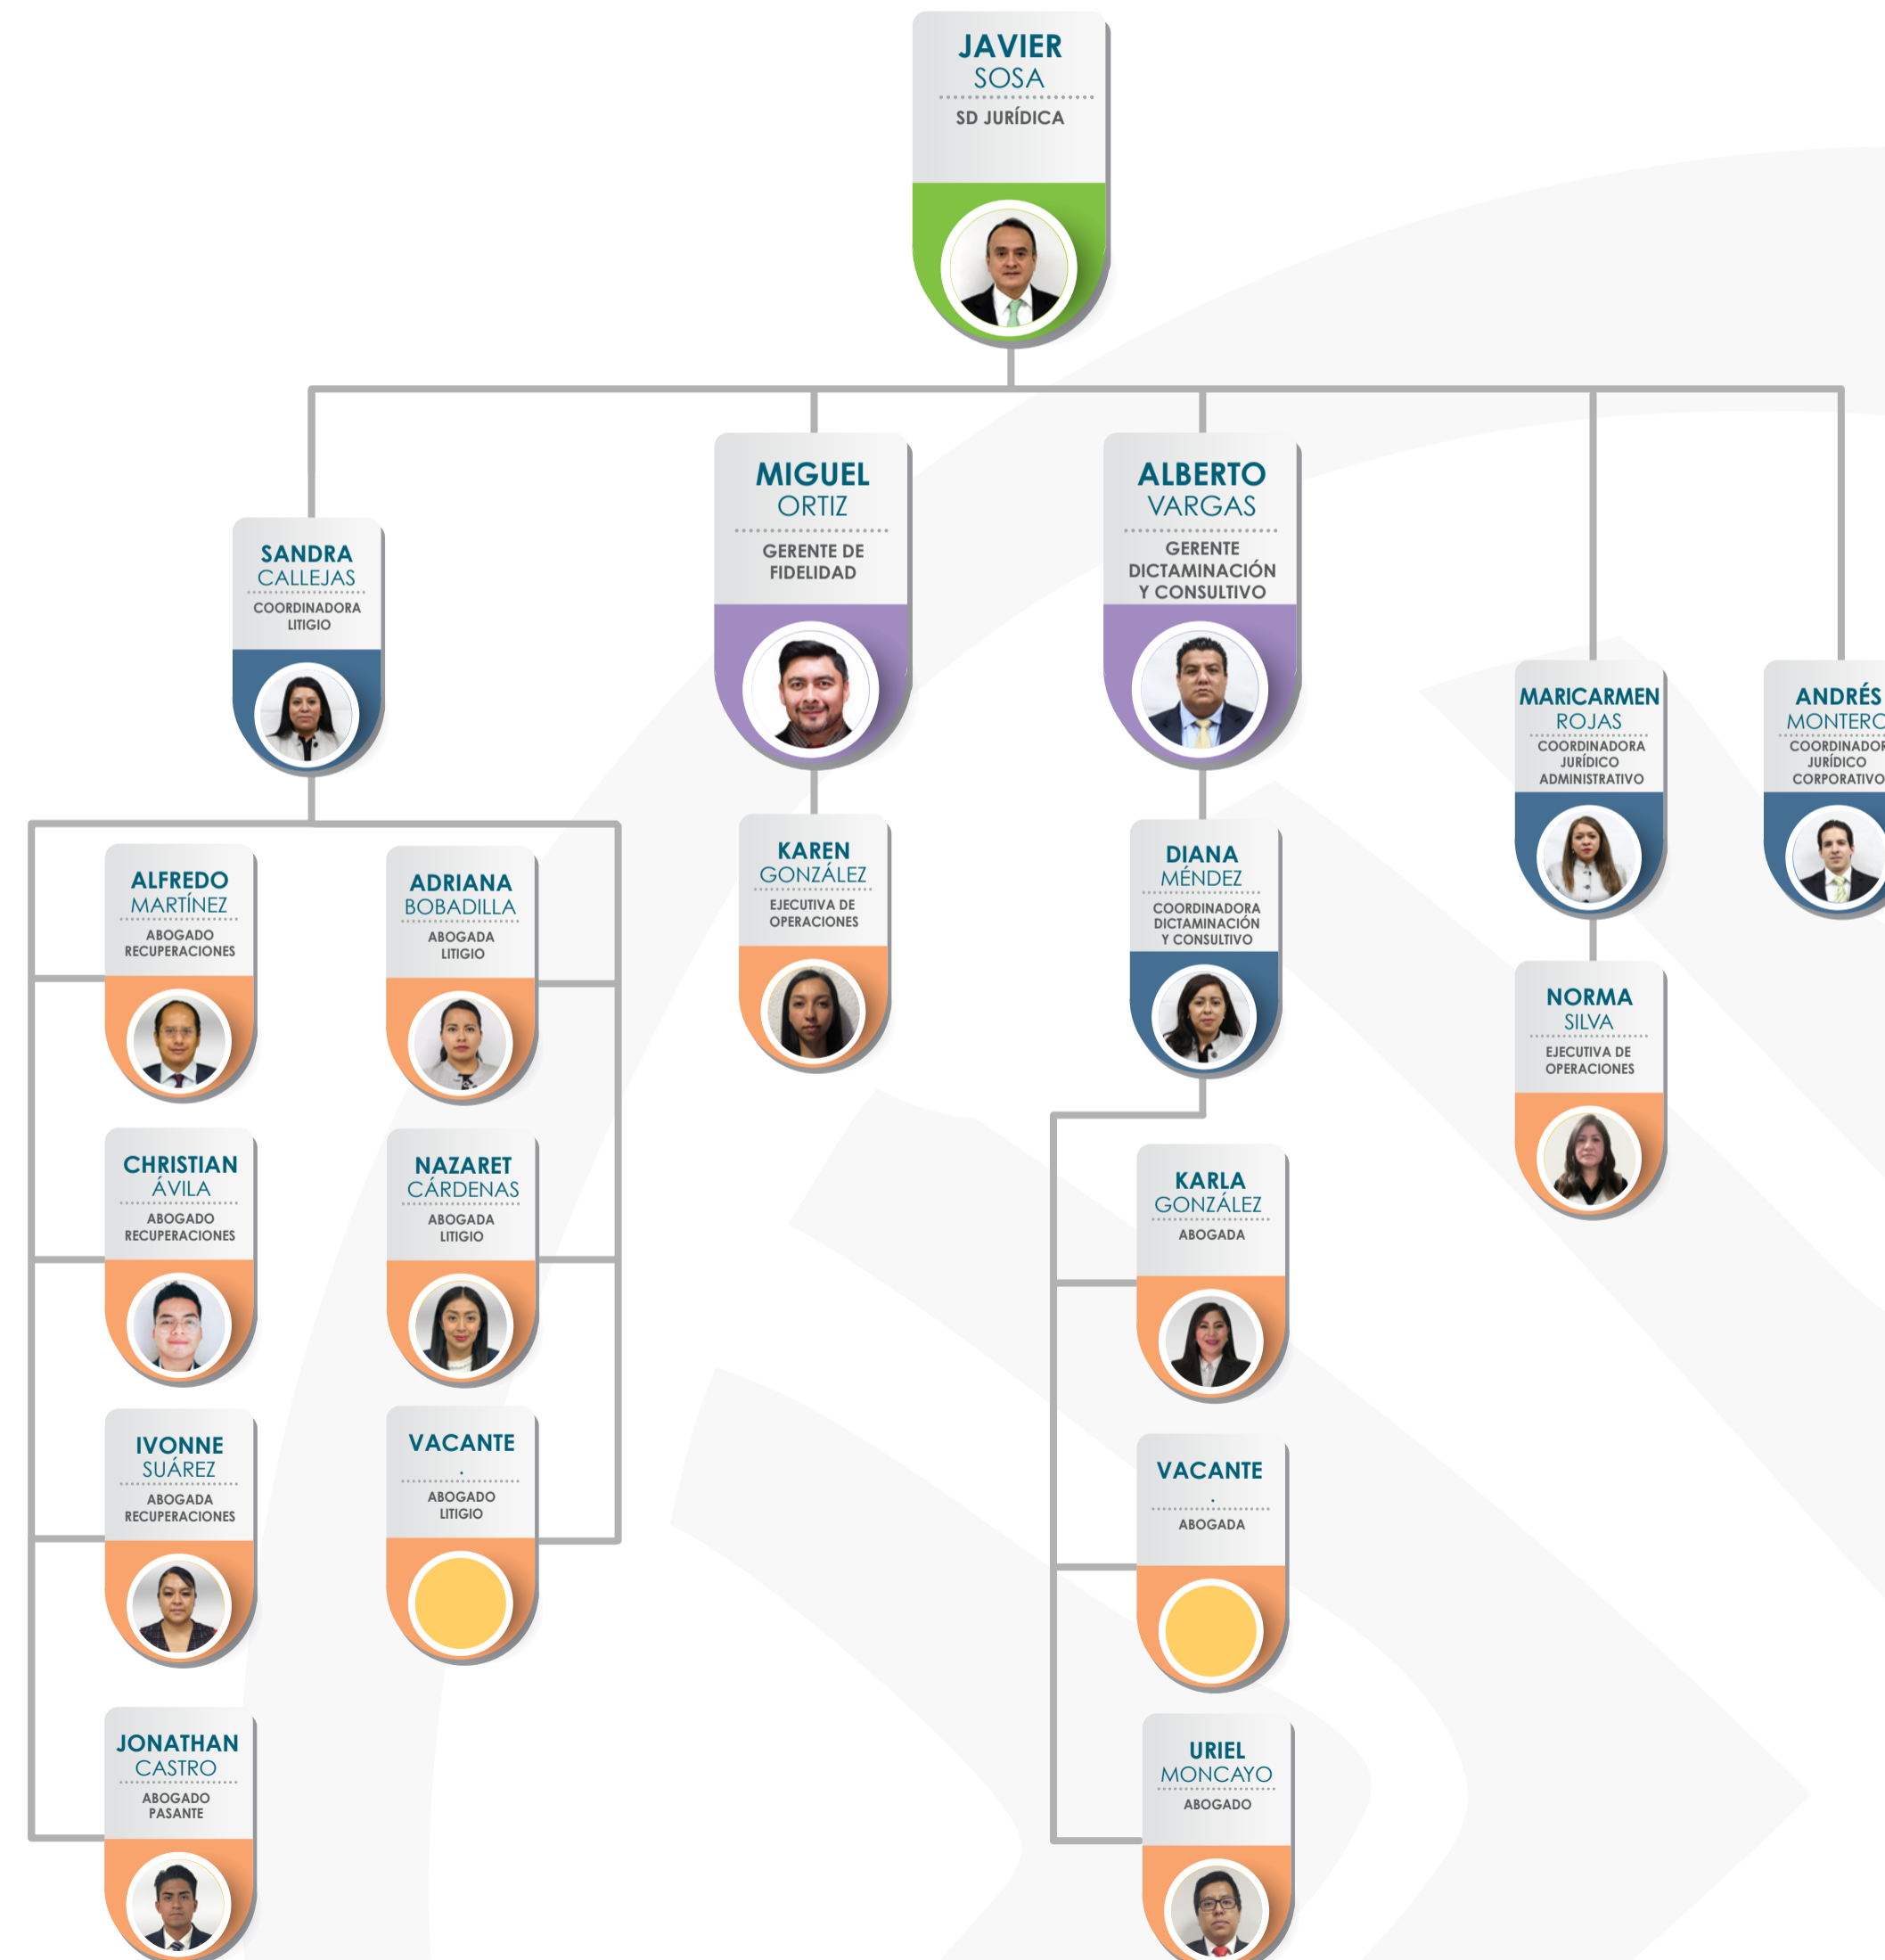 JAVIER
SOSA
SD JURÍDICA
SANDRA
CALLEJAS
COORDINADORA
LITIGIO
MIGUEL
ORTIZ
GERENTE DE
FIDELIDAD
ALBERTO
VARGAS
GERENTE
DICTAMINACIÓN
Y CONSULTIVO
MARICARMEN
ROJAS
COORDINADORA
JURÍDICO
ADMINISTRATIVO
ANDRÉS
MONTERO
COORDINADOR
JURÍDICO
CORPORATIVO
ALFREDO
MARTÍNEZ
ABOGADO
RECUPERACIONES
ADRIANA
BOBADILLA
ABOGADA
LITIGIO
KAREN
GONZÁLEZ
EJECUTIVA DE
OPERACIONES
DIANA
MÉNDEZ
COORDINADORA
DICTAMINACIÓN
Y CONSULTIVO
NORMA
SILVA
EJECUTIVA DE
OPERACIONES
CHRISTIAN
ÁVILA
ABOGADO
RECUPERACIONES
NAZARET
CÁRDENAS
ABOGADA
LITIGIO
KARLA
GONZÁLEZ
ABOGADA
IVONNE
SUÁREZ
ABOGADA
RECUPERACIONES
VACANTE
.
ABOGADO
LITIGIO
VACANTE
.
ABOGADA
JONATHAN
CASTRO
ABOGADO
PASANTE
URIEL
MONCAYO
ABOGADO